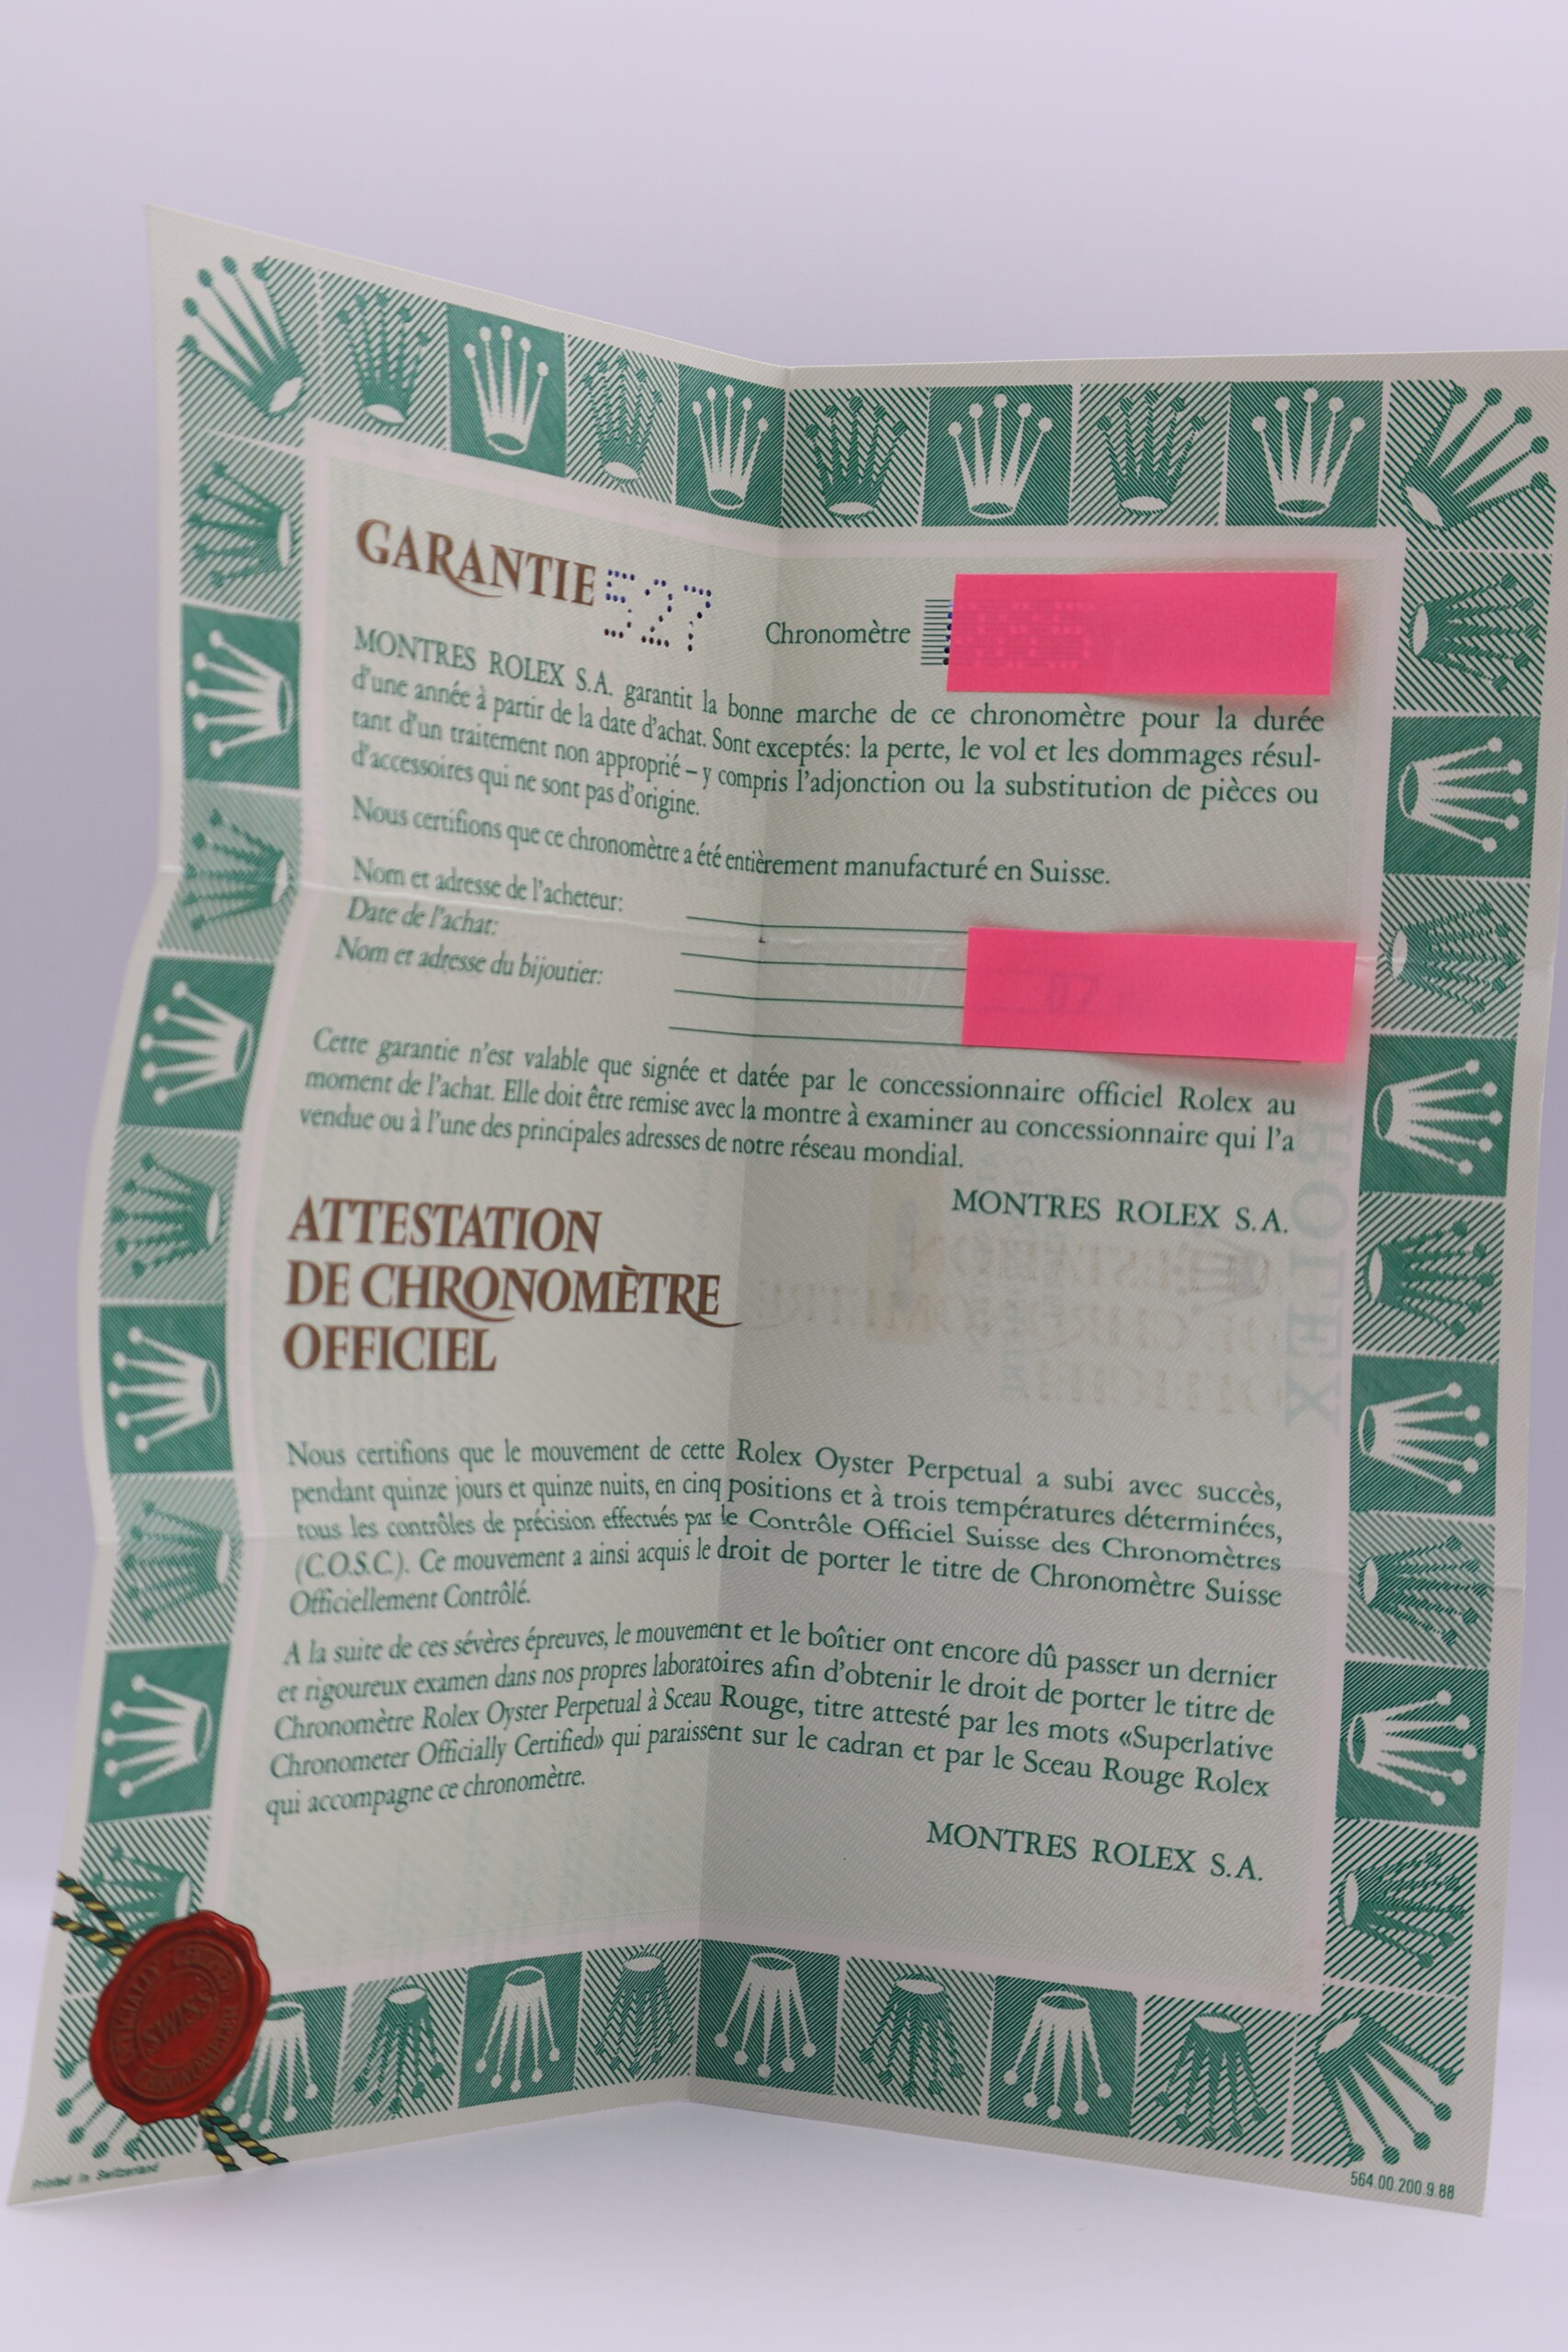 GARANTIE 527
Chronomètre
MONTRES ROLEX S.A. garantit la bonne marche de ce chronomètre pour la durée
d'une année à partir de la date d'achat. Sont exceptés: la perte, le vol et les dommages résul-
tant d'un traitement non approprié – y compris l'adjonction ou la substitution de pièces ou
d'accessoires qui ne sont pas d'origine.
Nous certifions que ce chronomètre a été entièrement manufacturé en Suisse.
Nom et adresse de l'acheteur:
Date de l'achat:
Nom et adresse du bijoutier:
Cette garantie n'est valable que signée et datée par le concessionnaire officiel Rolex au
moment de l'achat. Elle doit être remise avec la montre à examiner au concessionnaire qui l'a
vendue ou à l'une des principales adresses de notre réseau mondial.
MONTRES ROLEX S.A.
ATTESTATION
DE CHRONOMÈTRE
OFFICIEL
Nous certifions que le mouvement de cette Rolex Oyster Perpetual a subi avec succès,
pendant quinze jours et quinze nuits, en cinq positions et à trois températures déterminées,
tous les contrôles de précision effectués par le Contrôle Officiel Suisse des Chronomètres
(C.O.S.C.). Ce mouvement a ainsi acquis le droit de porter le titre de Chronomètre Suisse
Officiellement Contrôlé.
A la suite de ces sévères épreuves, le mouvement et le boîtier ont encore dû passer un dernier
et rigoureux examen dans nos propres laboratoires afin d'obtenir le droit de porter le titre de
Chronomètre Rolex Oyster Perpetual à Sceau Rouge, titre attesté par les mots «Superlative
Chronometer Officially Certified» qui paraissent sur le cadran et par le Sceau Rouge Rolex
qui accompagne ce chronomètre.
MONTRES ROLEX S.A.
OFFICIALLY CERTIFIED
SWISS
CHRONOMETER
Printed in Switzerland
564.00.200.9.88